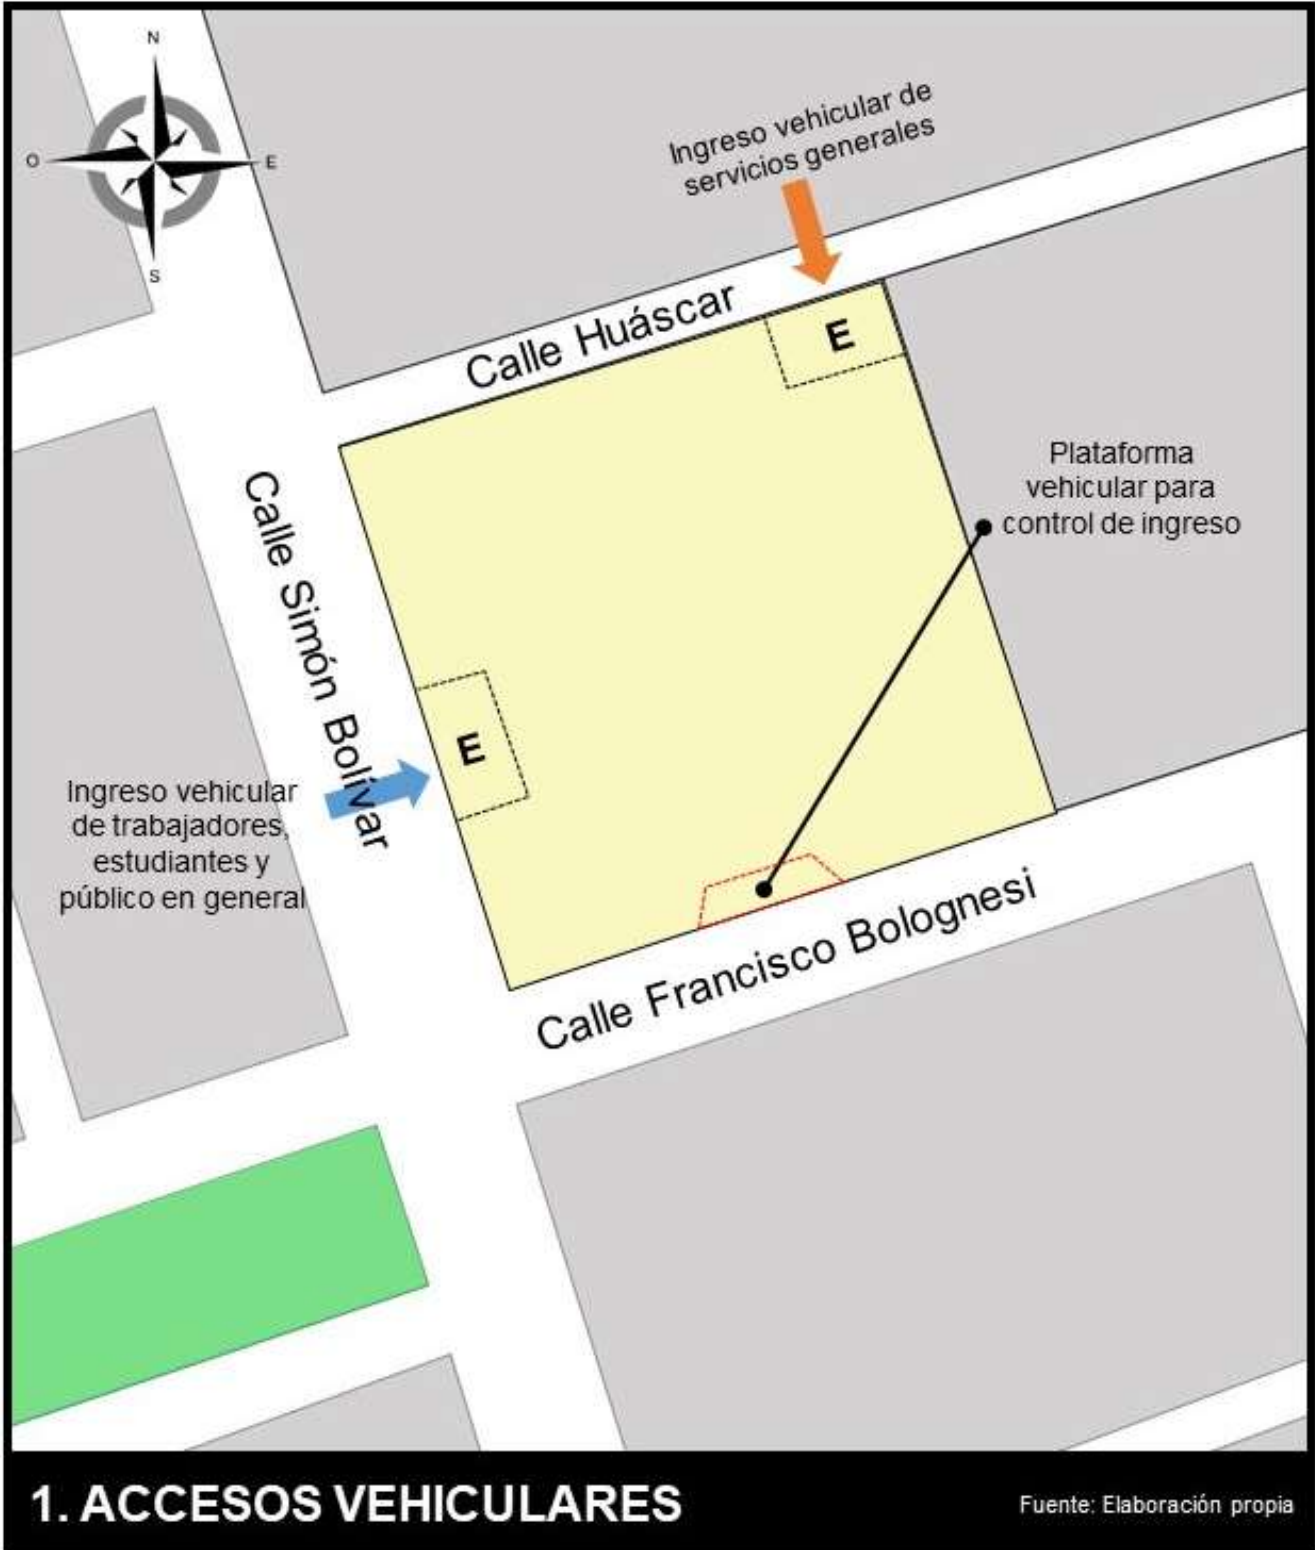 N
O
E
S
Ingreso vehicular de
servicios generales
Calle Huáscar
E
Plataforma
vehicular para
control de ingreso
Calle Simón Bolívar
E
Ingreso vehicular
de trabajadores,
estudiantes y
público en general
Calle Francisco Bolognesi
1. ACCESOS VEHICULARES
Fuente: Elaboración propia